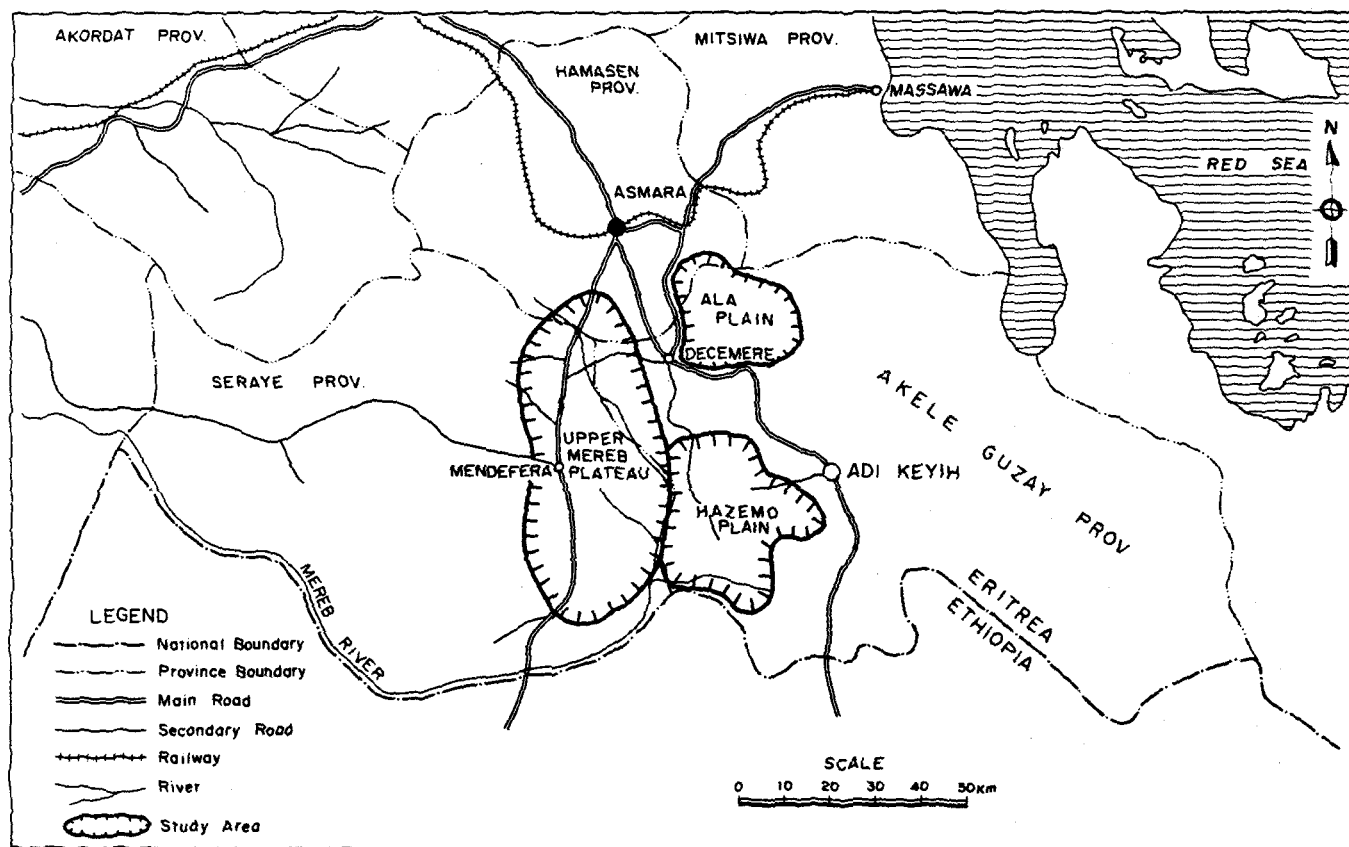 AKORDAT PROV.
MITSIWA PROV.
HAMASEN
PROV.
MASSAWA
N
RED SEA
ASMARA
ALA
PLAIN
DECEMERE
SERAYE PROV.
AKELE GUZAY PROV
UPPER
MEREB
PLATEAU
MENDEFERA
ADI KEYIH
HAZEMO
PLAIN
MEREB RIVER
ERITREA
ETHIOPIA
LEGEND
National Boundary
Province Boundary
Main Road
Secondary Road
Railway
River
Study Area
SCALE
0 10 20 30 40 50Km